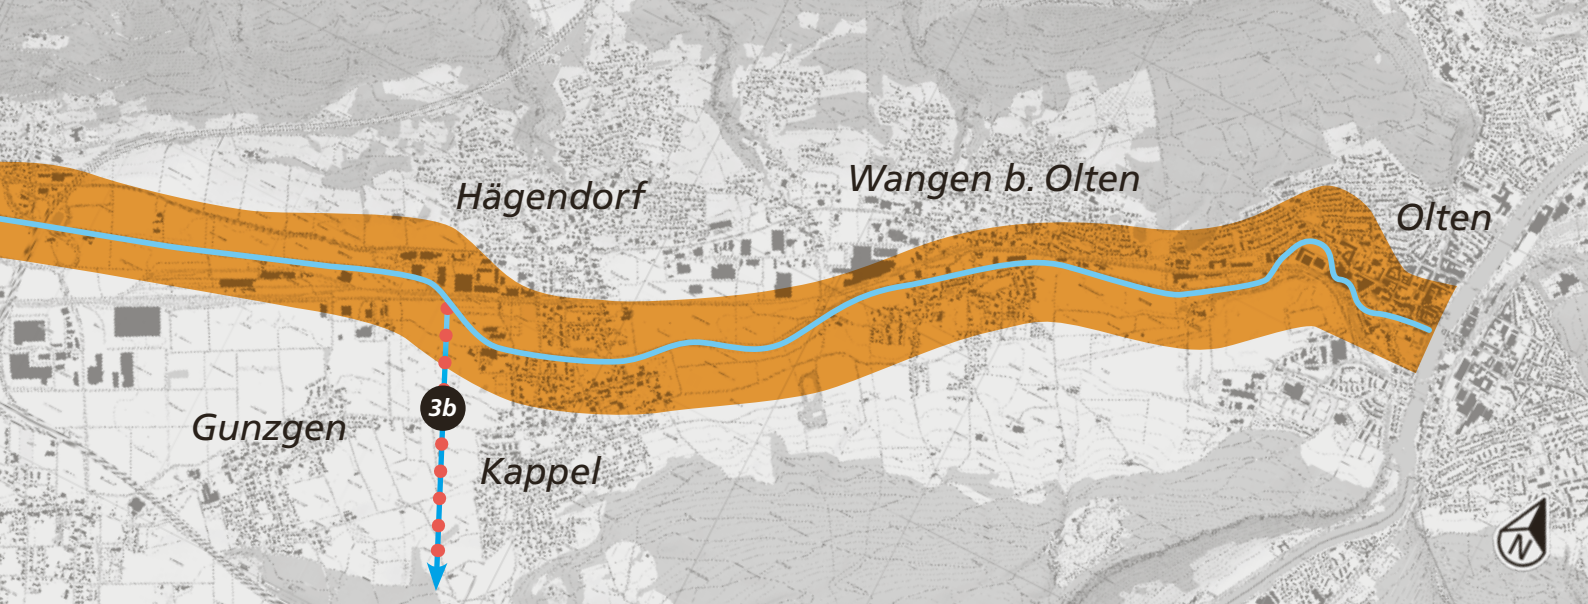 Wangen b. Olten
Hägendorf
Olten
3b
Gunzgen
Kappel
N